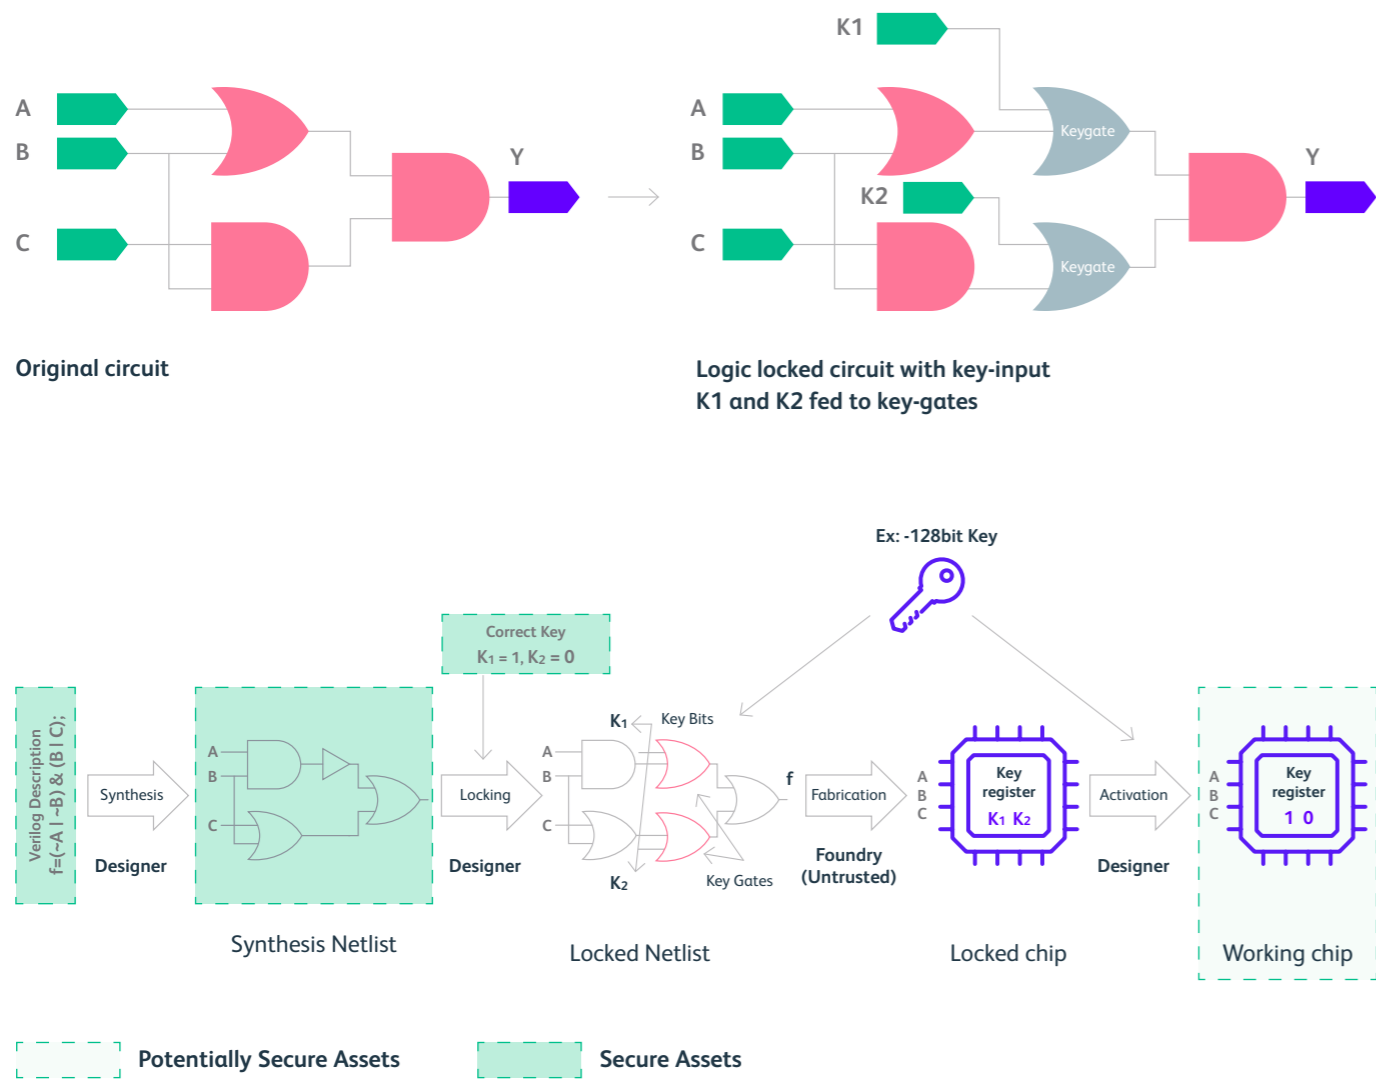 A
B
C
Y
Original circuit
K1
A
B
K2
C
Keygate
Keygate
Y
Logic locked circuit with key-input
K1 and K2 fed to key-gates
Ex: -128bit Key
Correct Key
K1 = 1, K2 = 0
Verilog Description
f=(~A | ~B) & (B | C);
Synthesis
Designer
A
B
C
Synthesis Netlist
Locking
Designer
K1
Key Bits
A
B
C
f
K2
Key Gates
Locked Netlist
Fabrication
Foundry
(Untrusted)
A
B
C
Key
register
K1 K2
Locked chip
Activation
Designer
A
B
C
Key
register
1 0
Working chip
Potentially Secure Assets
Secure Assets